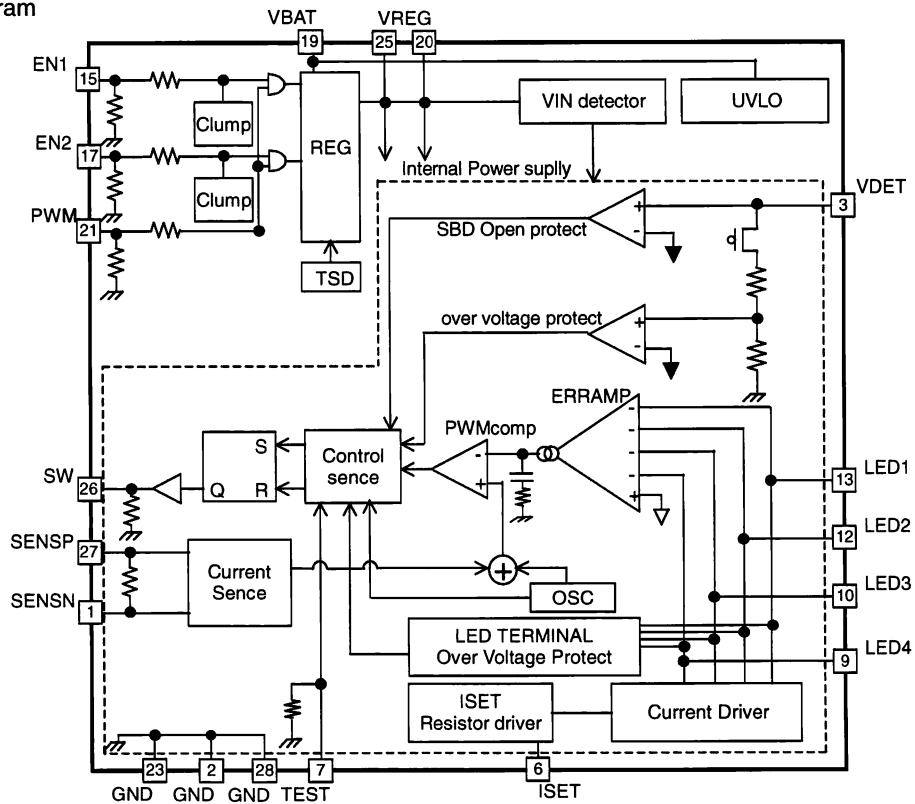 ram
VBAT
VREG
19
25
20
EN1
15
Clump
EN2
17
Clump
PWM
21
REG
TSD
VIN detector
UVLO
Internal Power suplly
VDET
3
+
-
SBD Open protect
over voltage protect
+
-
ERRAMP
-
-
-
-
+
PWMcomp
-
+
S
Q
R
Control
sence
SW
26
LED1
13
LED2
12
LED3
10
LED4
9
SENSP
27
SENSN
1
Current
Sence
+
OSC
LED TERMINAL
Over Voltage Protect
ISET
Resistor driver
Current Driver
23
2
28
7
6
GND
GND
GND
TEST
ISET